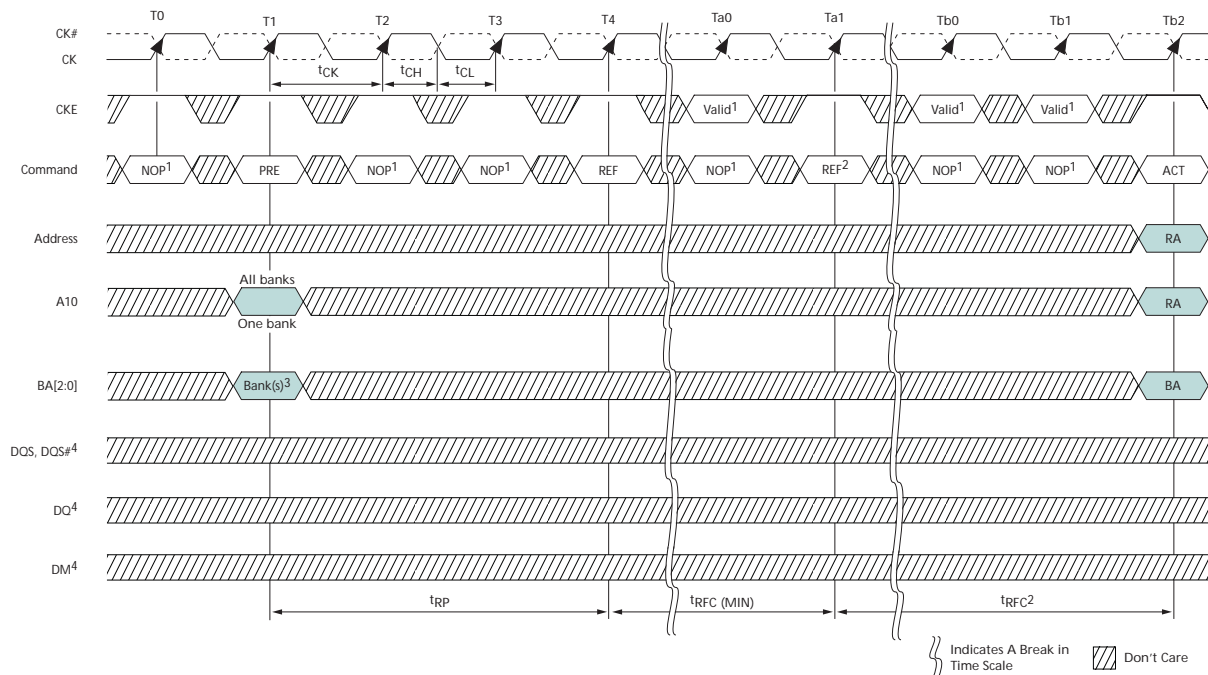 T0 T1 T2 T3 T4 Ta0 Ta1 Tb0 Tb1 Tb2
CK#
CK
tCK tCH tCL
CKE Valid1 Valid1 Valid1
Command NOP1 PRE NOP1 NOP1 REF NOP1 REF2 NOP1 NOP1 ACT
Address RA
All banks
A10 RA
One bank
BA[2:0] Bank(s)3 BA
DQS, DQS#4
DQ4
DM4
tRP tRFC (MIN) tRFC2
Indicates A Break in
Time Scale
Don't Care